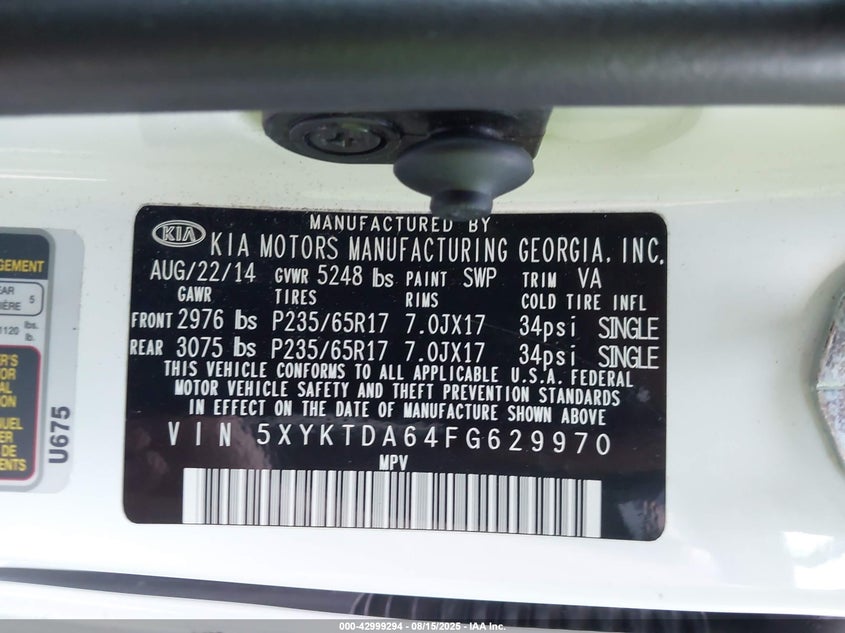 MANUFACTURED BY
KIA KIA MOTORS MANUFACTURING GEORGIA, INC.
AUG/22/14 GVWR 5248 lbs PAINT SWP TRIM VA
GAWR TIRES RIMS COLD TIRE INFL
FRONT 2976 lbs P235/65R17 7.0JX17 34psi SINGLE
REAR 3075 lbs P235/65R17 7.0JX17 34psi SINGLE
THIS VEHICLE CONFORMS TO ALL APPLICABLE U.S.A. FEDERAL
MOTOR VEHICLE SAFETY AND THEFT PREVENTION STANDARDS
IN EFFECT ON THE DATE OF MANUFACTURE SHOWN ABOVE
VIN 5XYKTDA64FG629970
MPV
5
1120 lbs.
lb.
U675
000-42999294 - 08/15/2025 - IAA Inc.